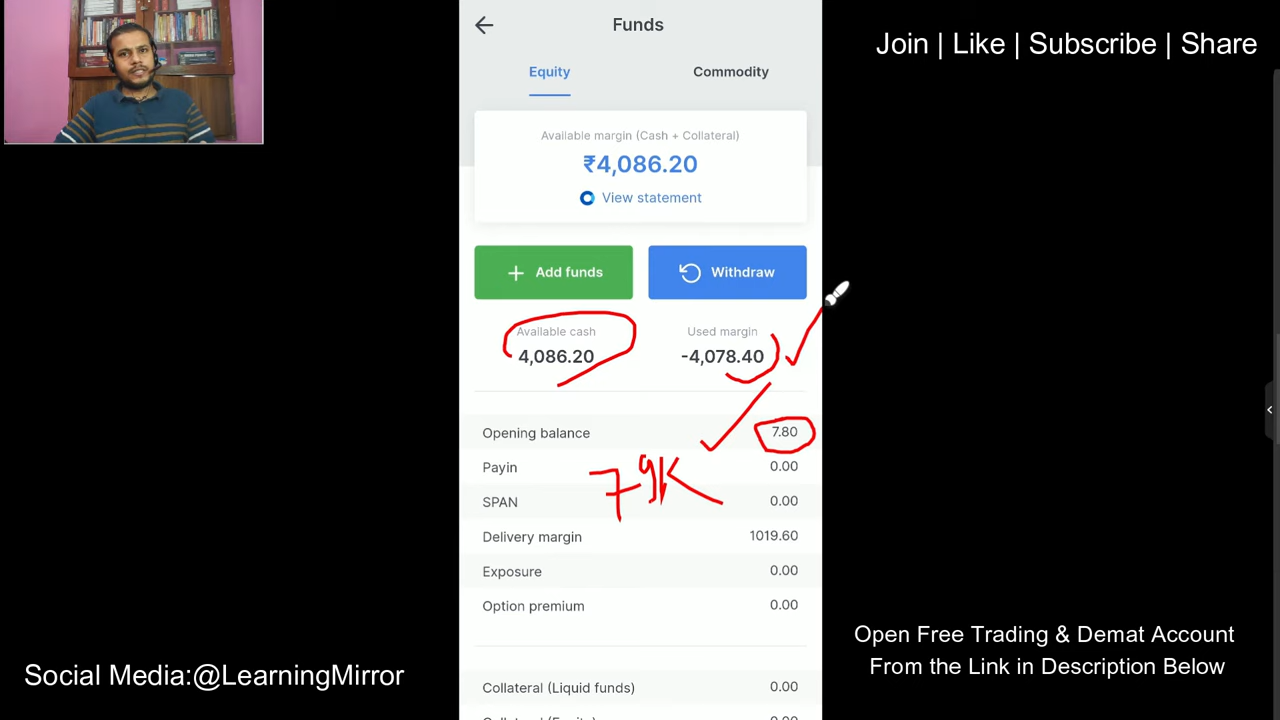 Funds
Join | Like | Subscribe | Share
Equity
Commodity
Available margin (Cash + Collateral)
₹4,086.20
View statement
Add funds
Withdraw
Available cash
4,086.20
Used margin
-4,078.40
Opening balance 7.80
Payin 0.00
79K
SPAN 0.00
Delivery margin 1019.60
Exposure 0.00
Option premium 0.00
Collateral (Liquid funds) 0.00
Open Free Trading & Demat Account
From the Link in Description Below
Social Media:@LearningMirror